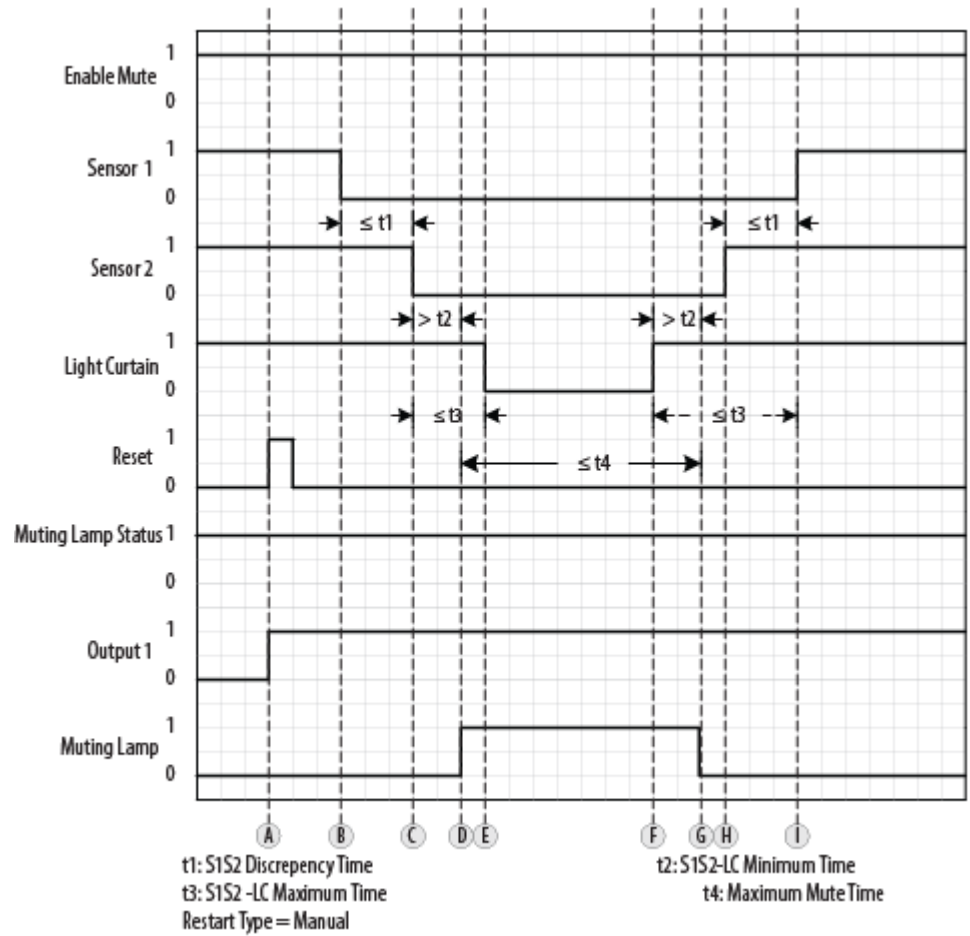 1
Enable Mute
0
1
Sensor 1
0
≤ t1
≤ t1
1
Sensor 2
0
> t2
> t2
1
Light Curtain
0
≤ t3
≤ t3
1
Reset
0
≤ t4
Muting Lamp Status 1
0
1
Output 1
0
1
Muting Lamp
0
A B C D E F G H I
t1: S1S2 Discrepency Time t2: S1S2-LC Minimum Time
t3: S1S2 -LC Maximum Time t4: Maximum Mute Time
Restart Type = Manual